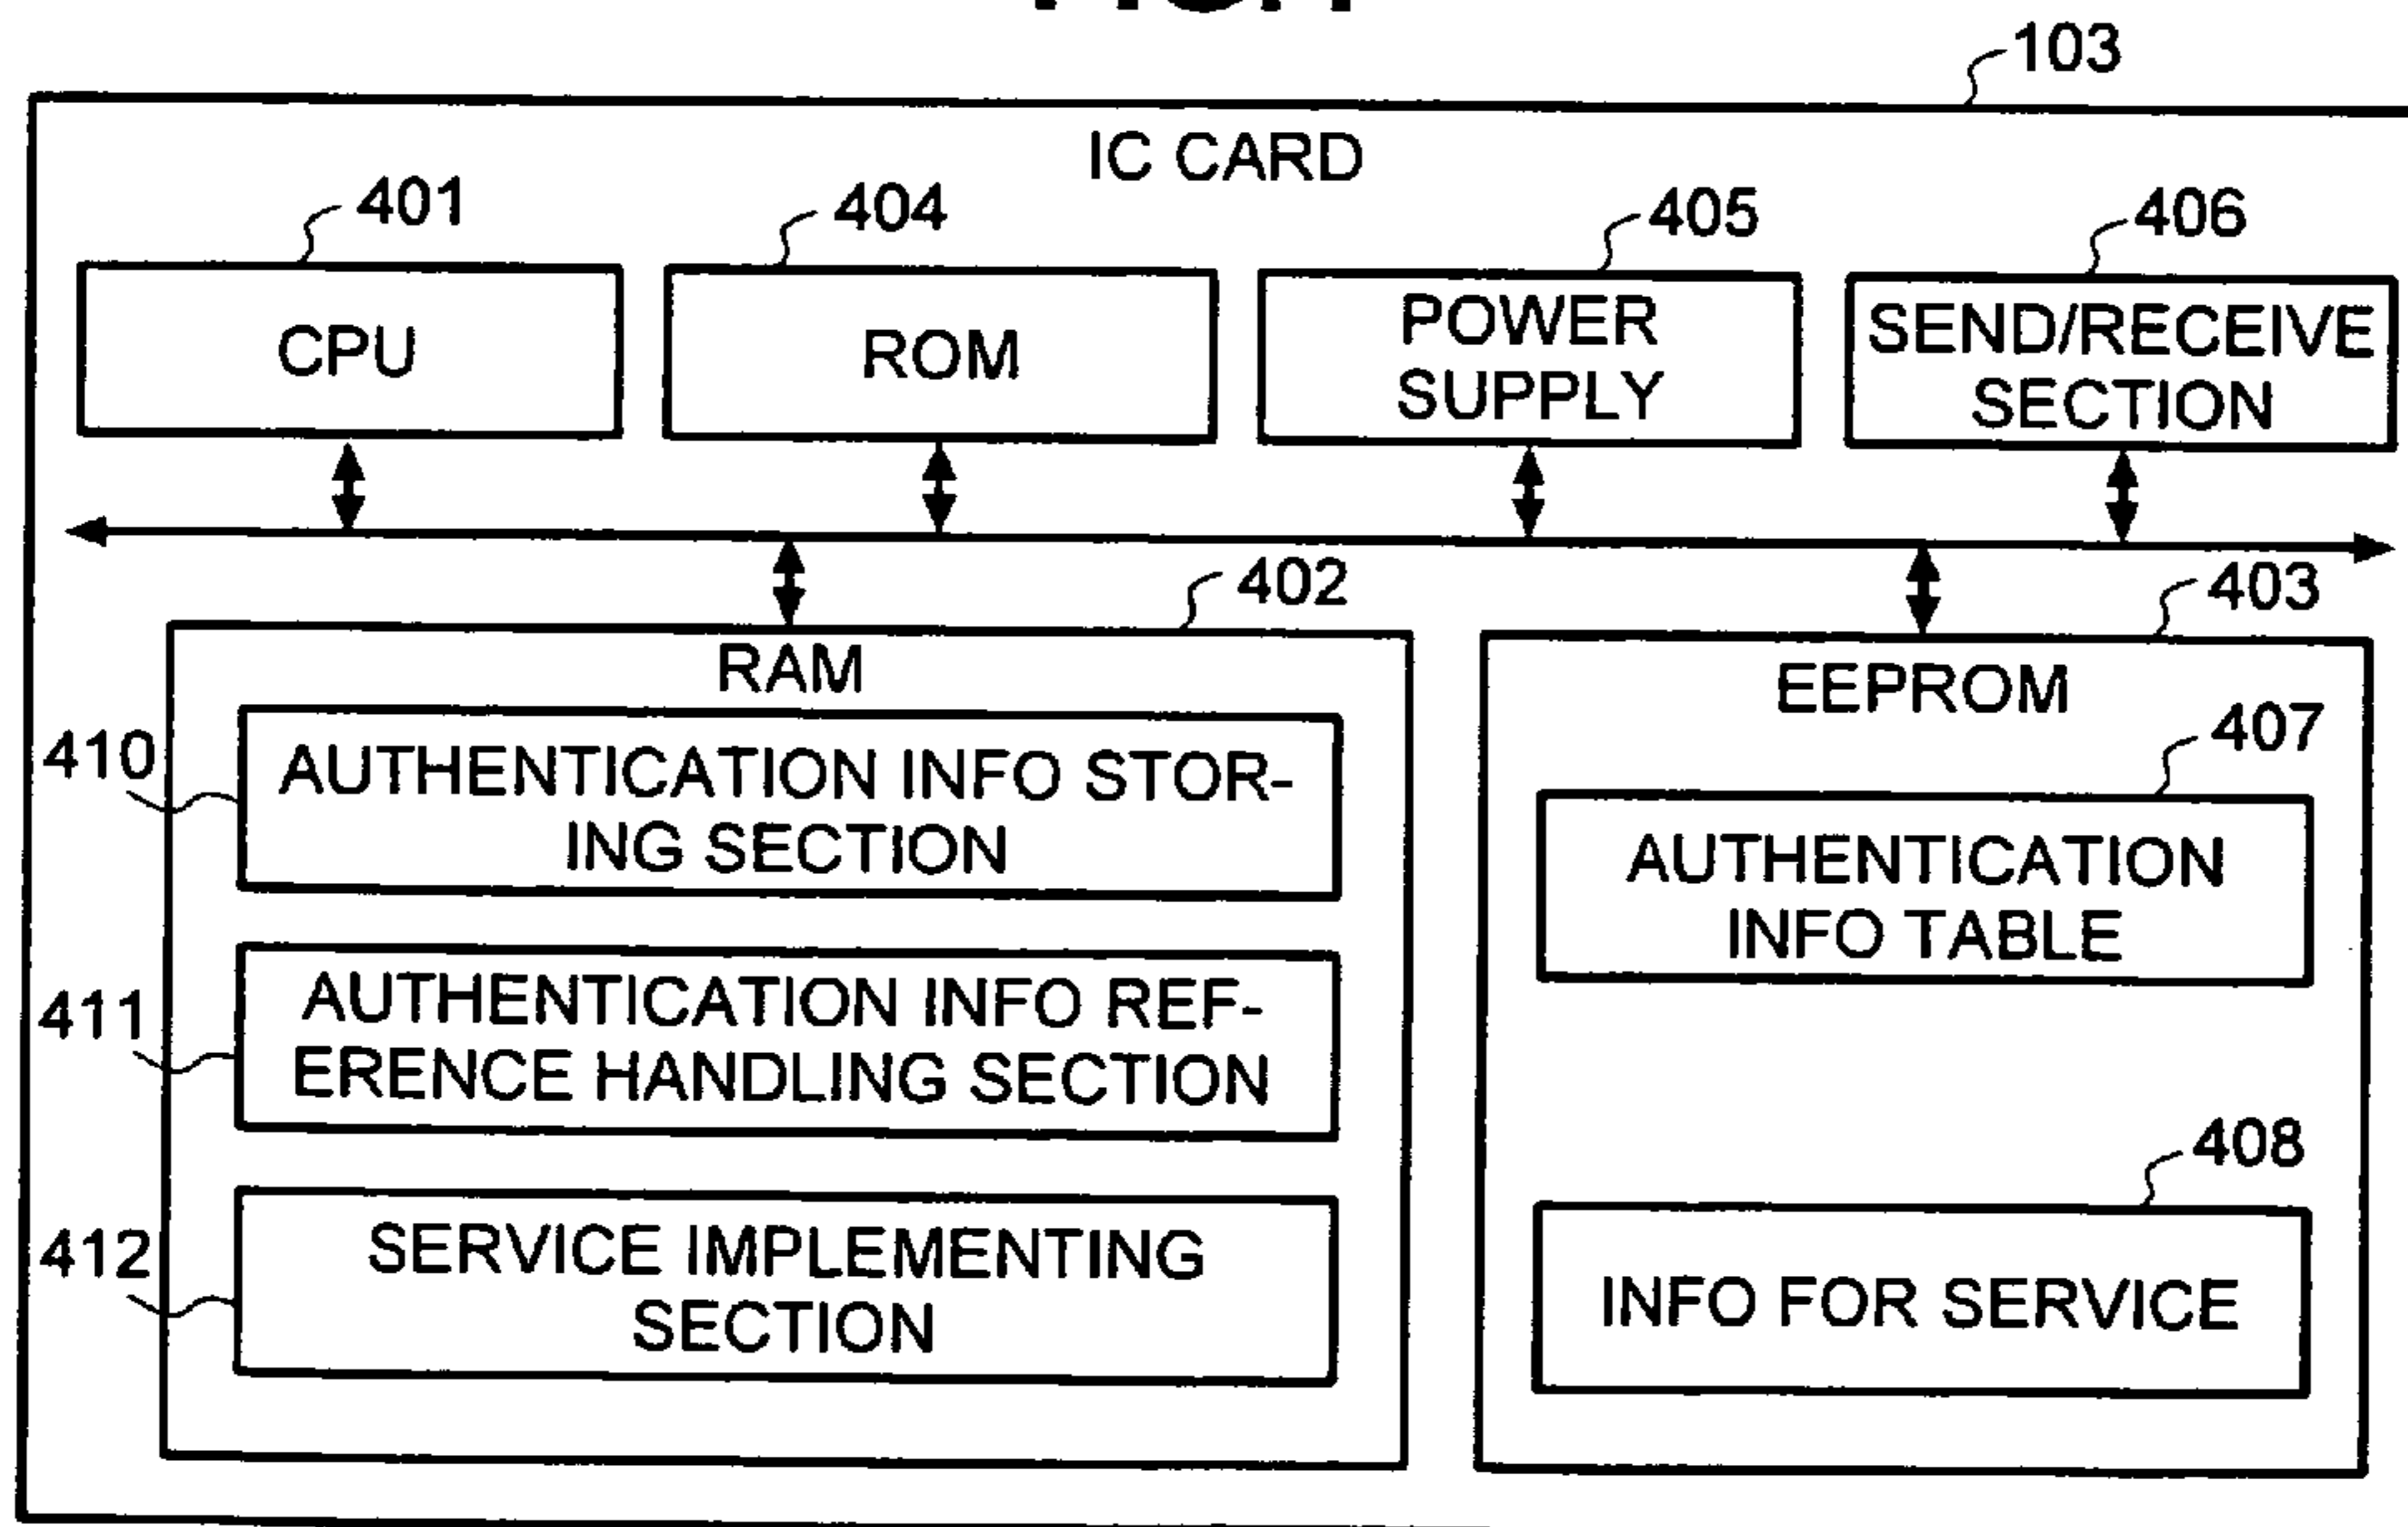 103
IC CARD
401
404
405
406
CPU
ROM
POWER
SUPPLY
SEND/RECEIVE
SECTION
402
403
RAM
EEPROM
410
AUTHENTICATION INFO STOR-
ING SECTION
407
AUTHENTICATION
INFO TABLE
411
AUTHENTICATION INFO REF-
ERENCE HANDLING SECTION
408
412
SERVICE IMPLEMENTING
SECTION
INFO FOR SERVICE